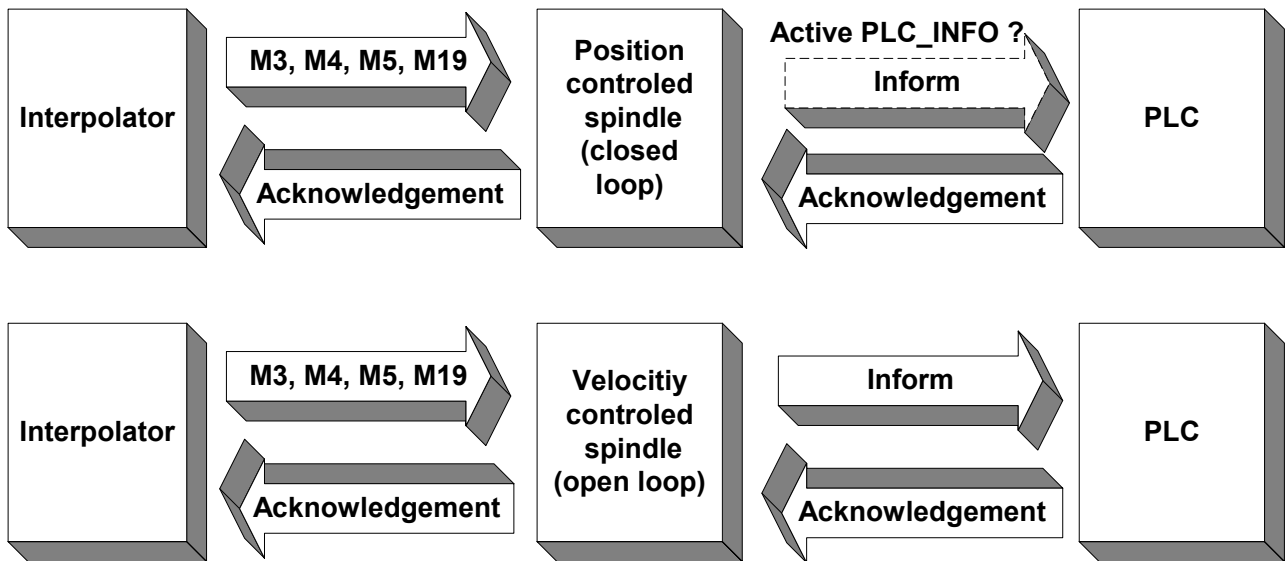 Interpolator
M3, M4, M5, M19
Acknowledgement
Position
controled
spindle
(closed
loop)
Active PLC_INFO ?
Inform
Acknowledgement
PLC
Interpolator
M3, M4, M5, M19
Acknowledgement
Velocitiy
controled
spindle
(open loop)
Inform
Acknowledgement
PLC